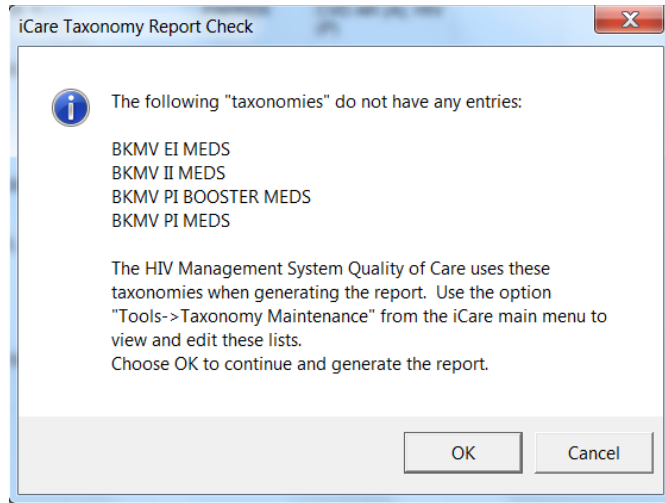 iCare Taxonomy Report Check
The following "taxonomies" do not have any entries:
BKMV EI MEDS
BKMV II MEDS
BKMV PI BOOSTER MEDS
BKMV PI MEDS
The HIV Management System Quality of Care uses these
taxonomies when generating the report.  Use the option
"Tools->Taxonomy Maintenance" from the iCare main menu to
view and edit these lists.
Choose OK to continue and generate the report.
OK
Cancel